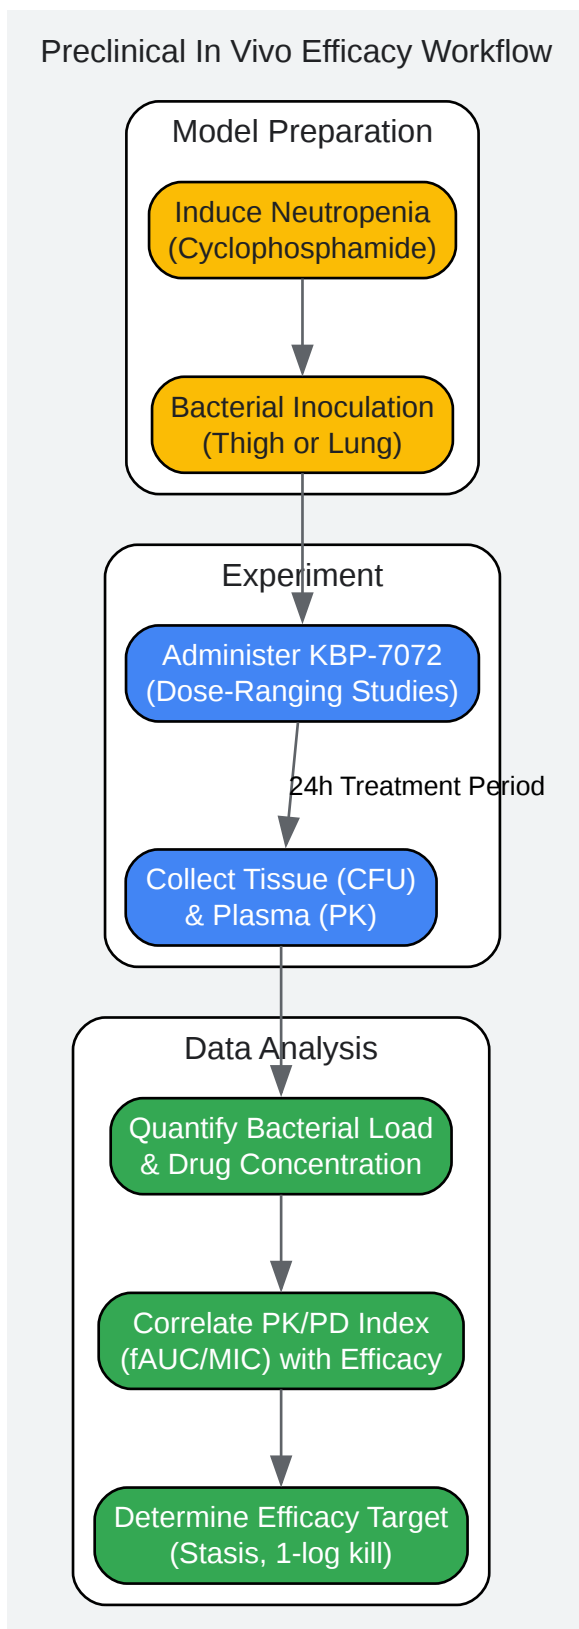 Preclinical In Vivo Efficacy Workflow
Model Preparation
Induce Neutropenia
(Cyclophosphamide)
Bacterial Inoculation
(Thigh or Lung)
Experiment
Administer KBP-7072
(Dose-Ranging Studies)
24h Treatment Period
Collect Tissue (CFU)
& Plasma (PK)
Data Analysis
Quantify Bacterial Load
& Drug Concentration
Correlate PK/PD Index
(fAUC/MIC) with Efficacy
Determine Efficacy Target
(Stasis, 1-log kill)